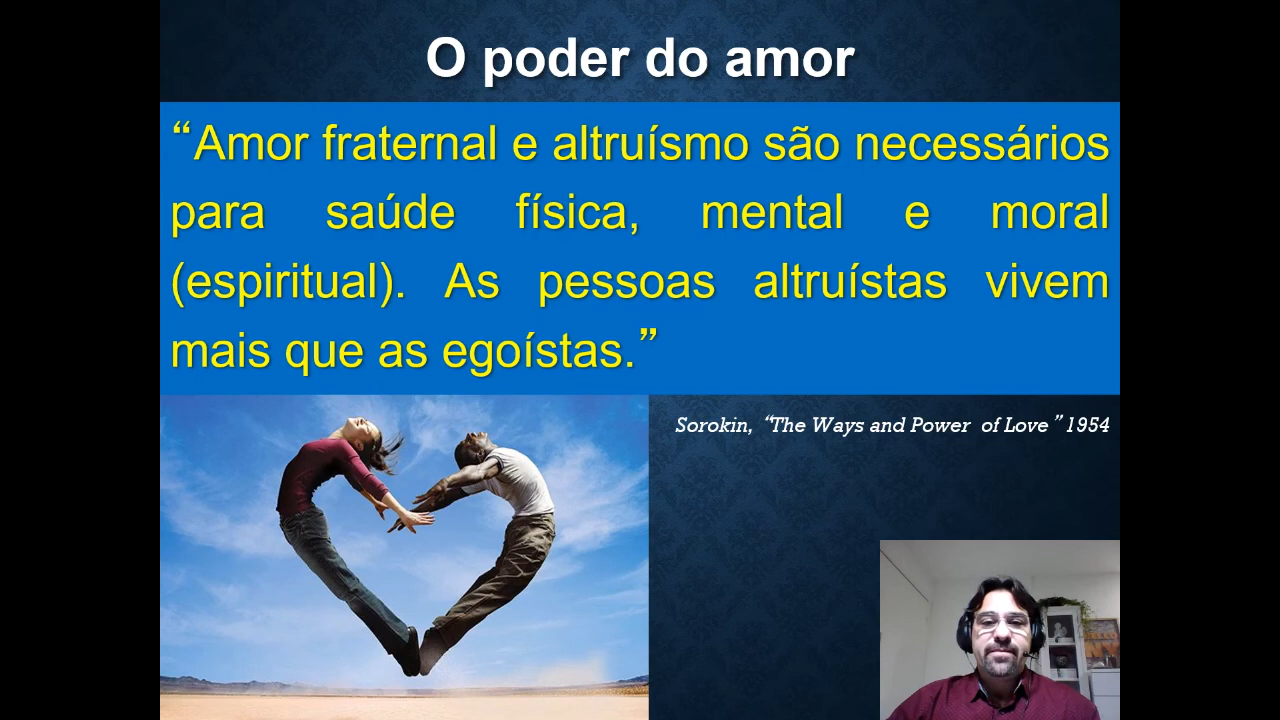 O poder do amor
“Amor fraternal e altruísmo são necessários
para saúde física, mental e moral
(espiritual). As pessoas altruístas vivem
mais que as egoístas.”
Sorokin, “The Ways and Power of Love” 1954